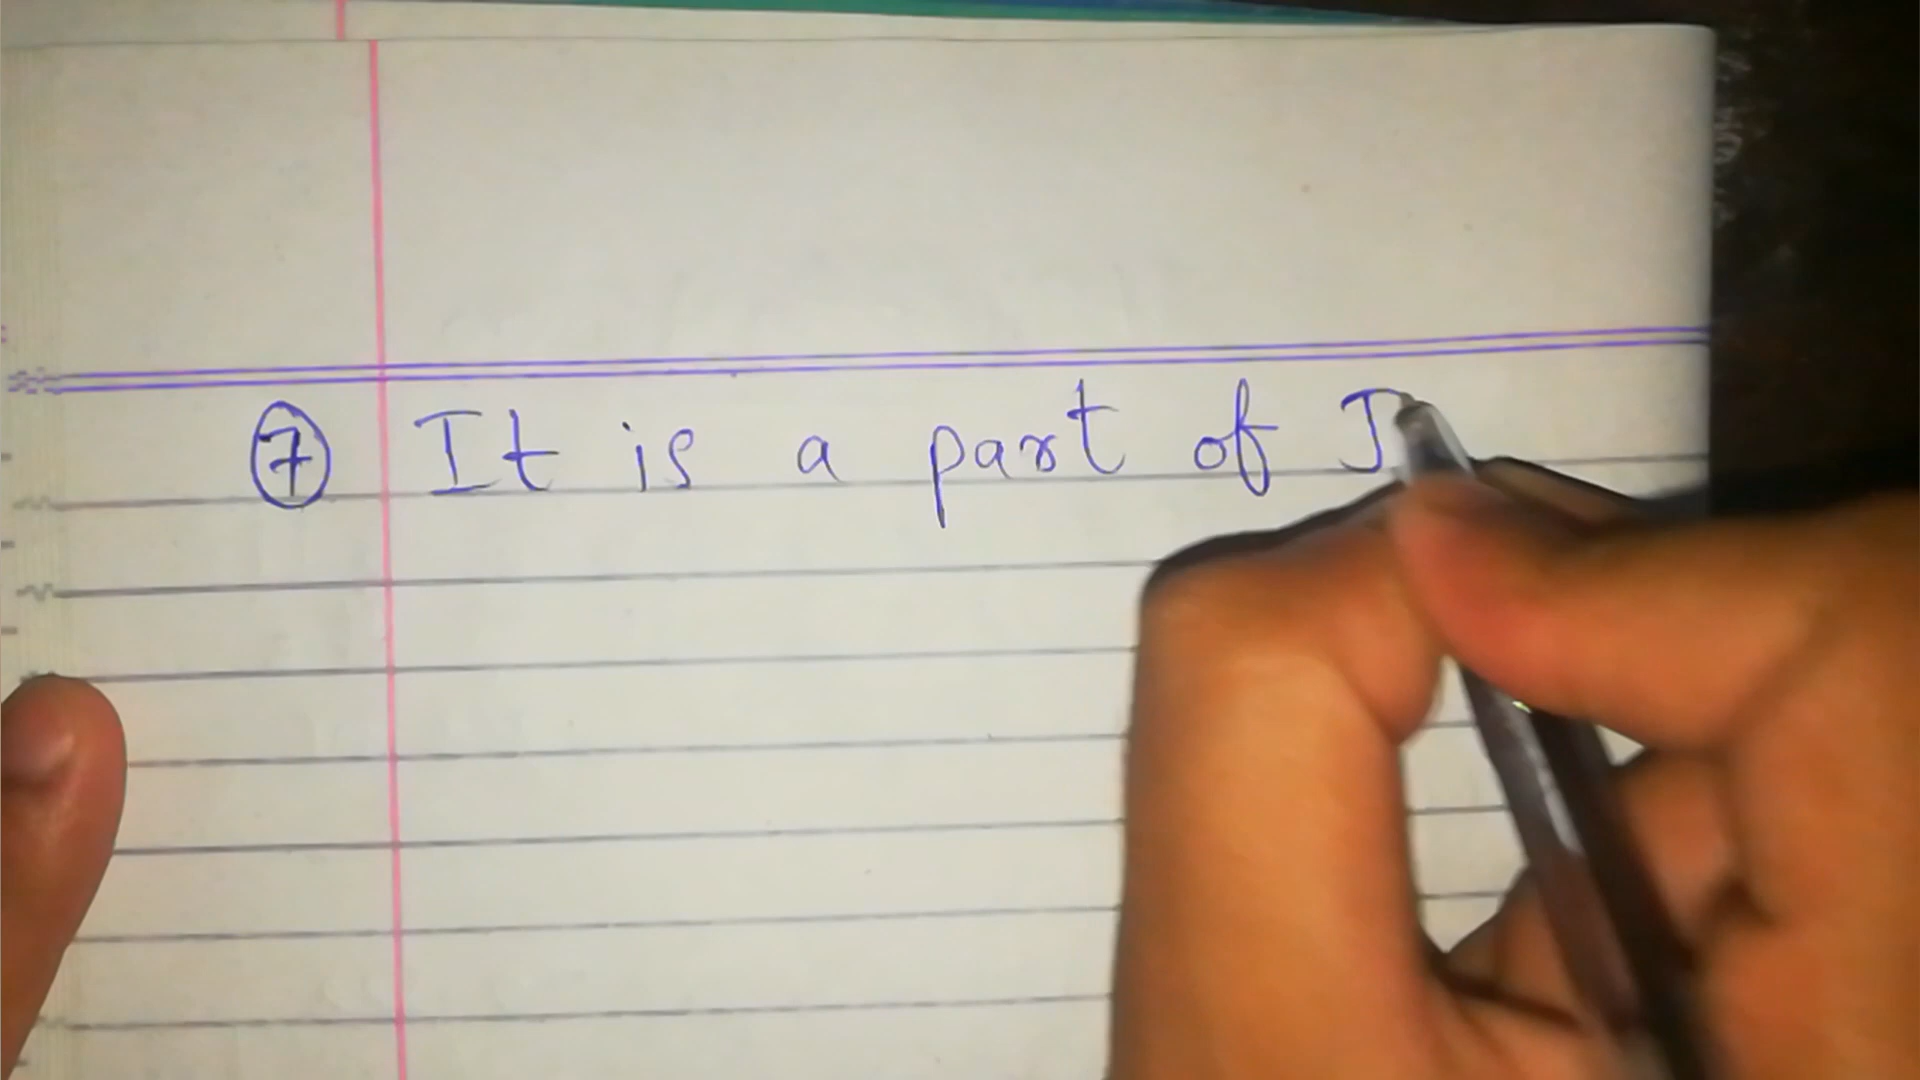 ⑦ It is a part of